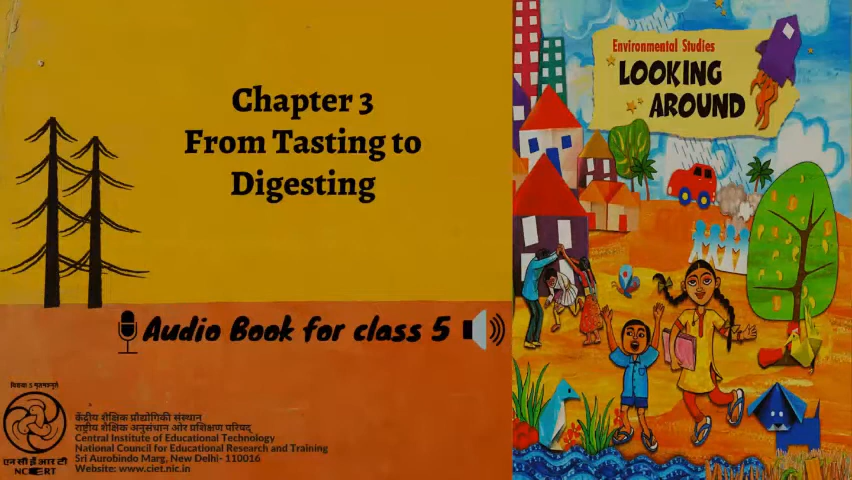 Chapter 3
From Tasting to
Digesting
Audio Book for class 5
Environmental Studies
LOOKING
AROUND
एन सी ई आर टी
NCERT
केंद्रीय शैक्षिक प्रौद्योगिकी संस्थान
राष्ट्रीय शैक्षिक अनुसंधान और प्रशिक्षण परिषद्
Central Institute of Educational Technology
National Council for Educational Research and Training
Sri Aurobindo Marg, New Delhi- 110016
Website: www.ciet.nic.in